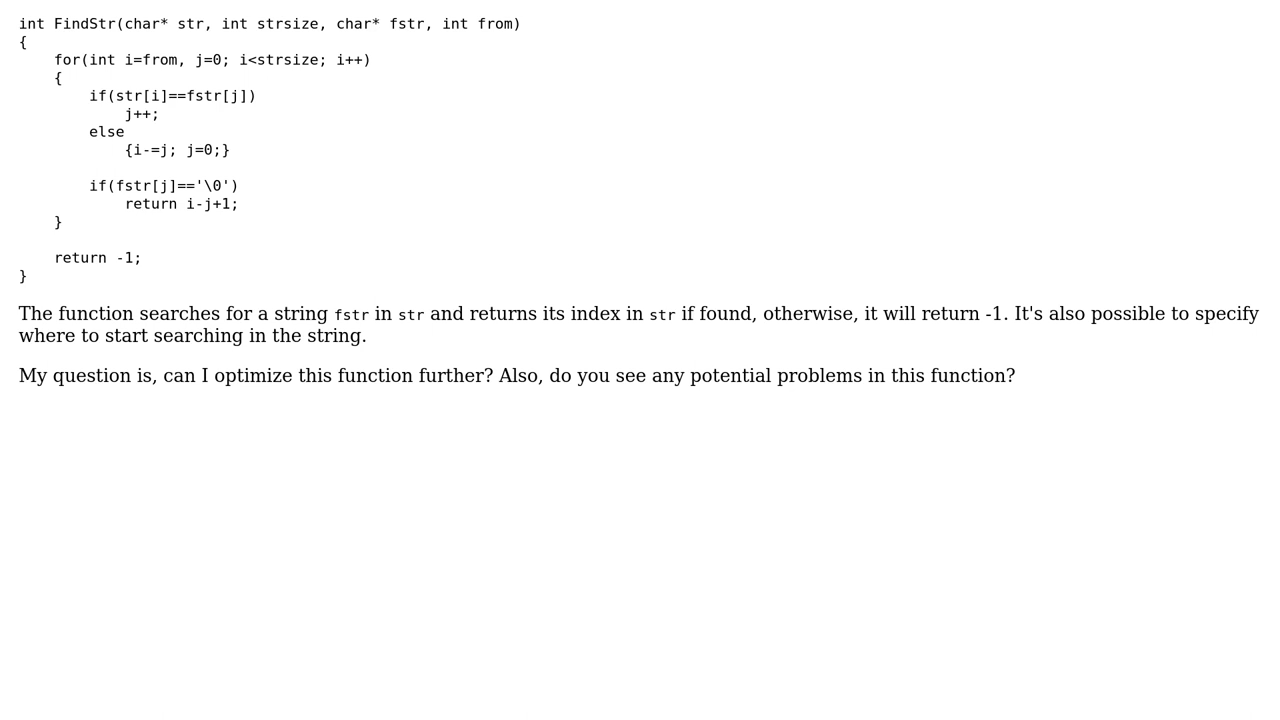 int FindStr(char* str, int strsize, char* fstr, int from)
{
    for(int i=from, j=0; i<strsize; i++)
    {
        if(str[i]==fstr[j])
            j++;
        else
            {i-=j; j=0;}

        if(fstr[j]=='\0')
            return i-j+1;
    }

    return -1;
}
The function searches for a string fstr in str and returns its index in str if found, otherwise, it will return -1. It's also possible to specify
where to start searching in the string.
My question is, can I optimize this function further? Also, do you see any potential problems in this function?